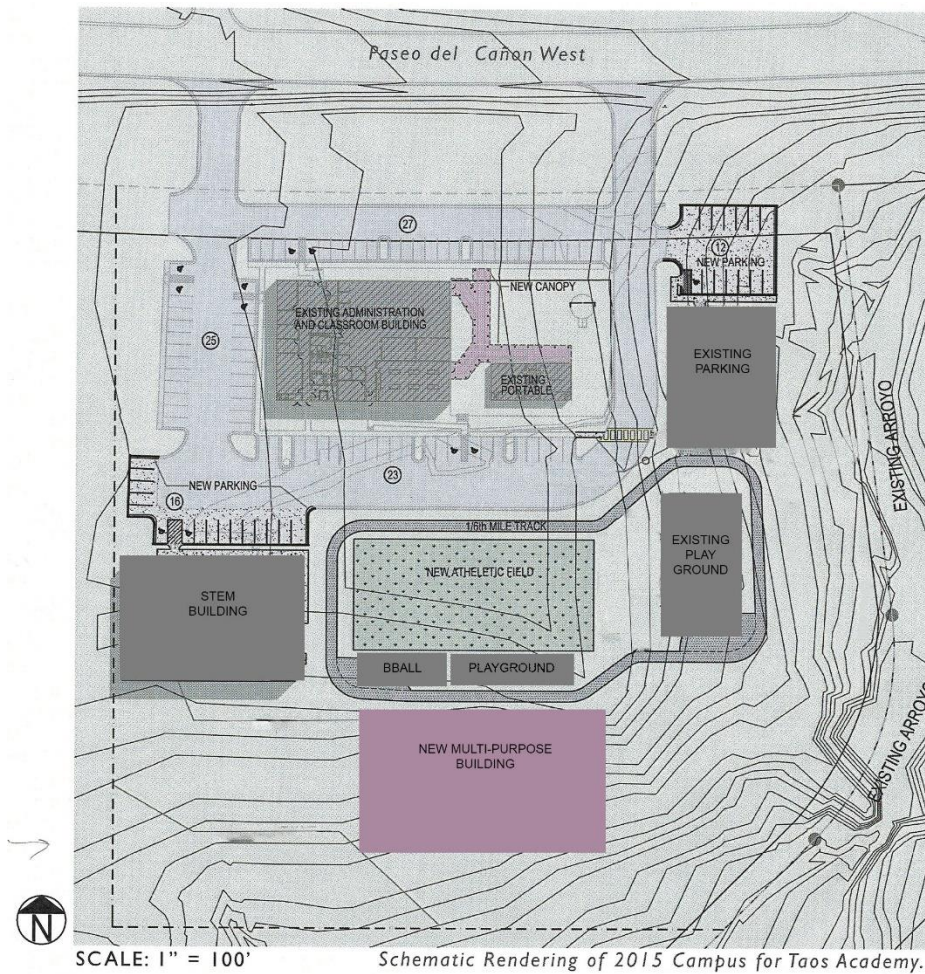 Paseo del Cañon West
27
12
NEW PARKING
NEW CANOPY
EXISTING ADMINISTRATION
AND CLASSROOM BUILDING
25
EXISTING
PORTABLE
EXISTING
PARKING
EXISTING ARROYO
23
NEW PARKING
16
1/6th MILE TRACK
NEW ATHELETIC FIELD
EXISTING
PLAY
GROUND
STEM
BUILDING
BBALL
PLAYGROUND
EXISTING ARROYO
NEW MULTI-PURPOSE
BUILDING
N
SCALE: 1" = 100'
Schematic Rendering of 2015 Campus for Taos Academy.